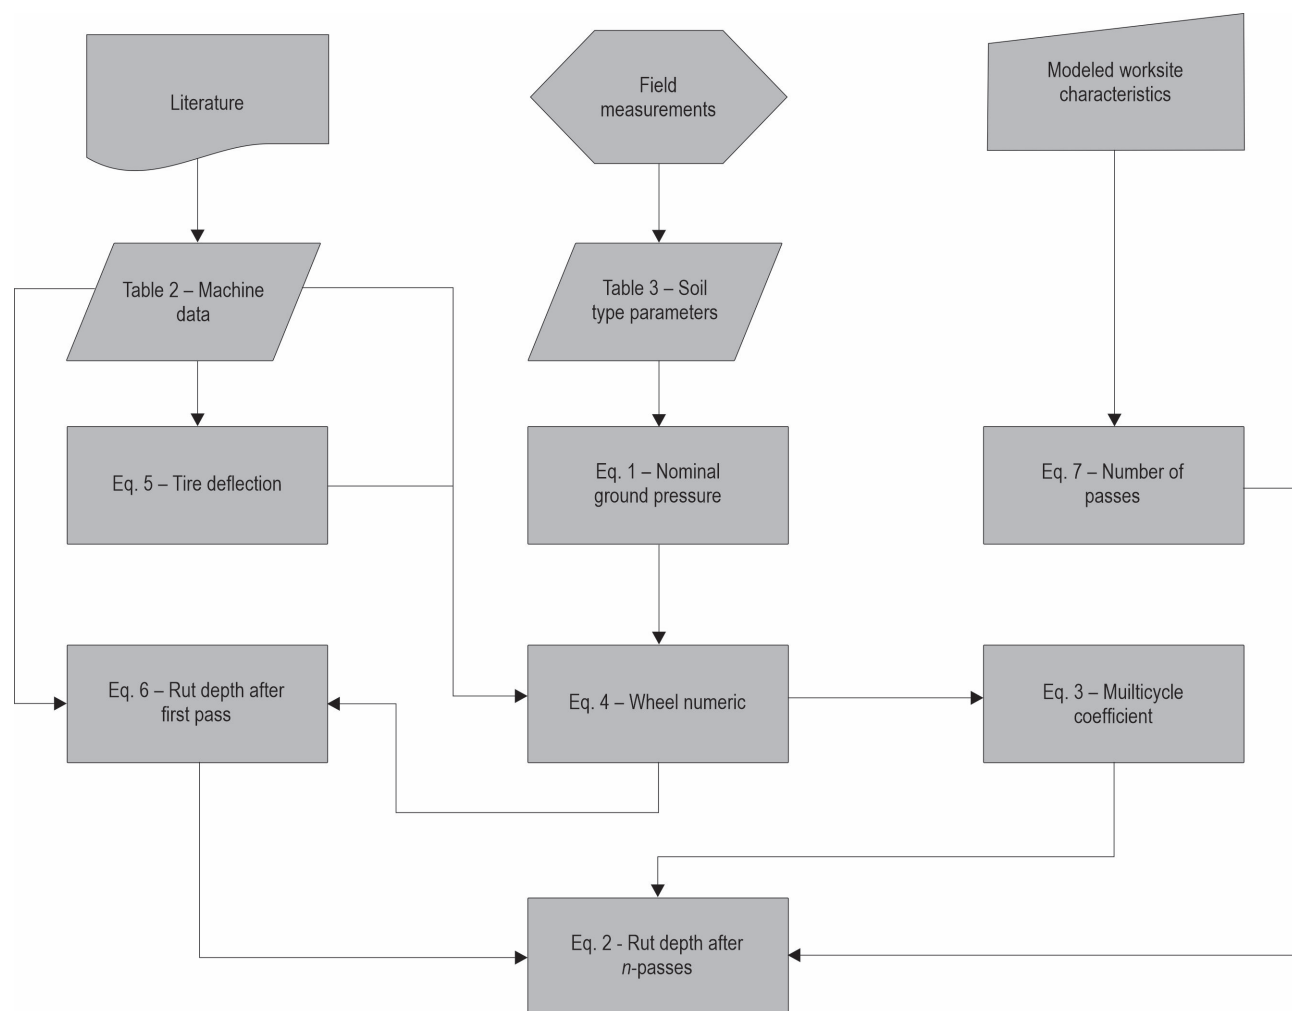 Literature
Field
measurements
Modeled worksite
characteristics
Table 2 – Machine
data
Table 3 – Soil
type parameters
Eq. 5 – Tire deflection
Eq. 1 – Nominal
ground pressure
Eq. 7 – Number of
passes
Eq. 6 – Rut depth after
first pass
Eq. 4 – Wheel numeric
Eq. 3 – Muilticycle
coefficient
Eq. 2 - Rut depth after
n-passes